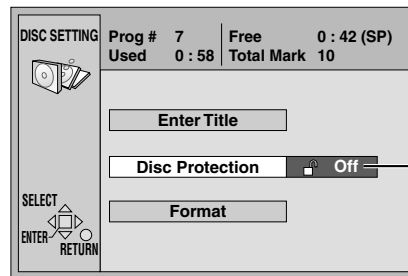 DISC SETTING
Prog # 7 Free 0 : 42 (SP)
Used 0 : 58 Total Mark 10
Enter Title
Disc Protection Off
Format
SELECT
ENTER
RETURN